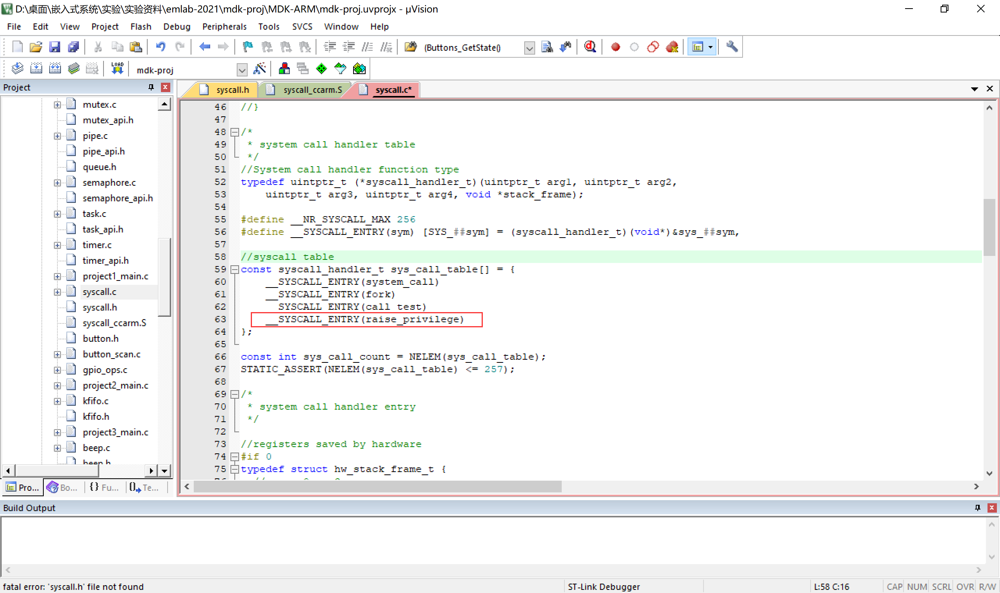 D:\桌面\嵌入式系统\实验\实验资料\emlab-2021\mdk-proj\MDK-ARM\mdk-proj.uvprojx - µVision
File Edit View Project Flash Debug Peripherals Tools SVCS Window Help
(Buttons_GetState()
LOAD mdk-proj
Project
mutex.c
mutex_api.h
pipe.c
pipe_api.h
queue.h
semaphore.c
semaphore_api.h
task.c
task_api.h
timer.c
timer_api.h
project1_main.c
syscall.c
syscall.h
syscall_ccarm.S
button.h
button_scan.c
gpio_ops.c
project2_main.c
kfifo.c
kfifo.h
project3_main.c
beep.c
beep.h
Pro... Bo... {} Fu... Te...
syscall.h syscall_ccarm.S syscall.c*
46 //}
47
48 /*
49 * system call handler table
50 */
51 //System call handler function type
52 typedef uintptr_t (*syscall_handler_t)(uintptr_t arg1, uintptr_t arg2,
53 uintptr_t arg3, uintptr_t arg4, void *stack_frame);
54
55 #define __NR_SYSCALL_MAX 256
56 #define __SYSCALL_ENTRY(sym) [SYS_##sym] = (syscall_handler_t)(void*)&sys_##sym,
57
58 //syscall table
59 const syscall_handler_t sys_call_table[] = {
60 __SYSCALL_ENTRY(system_call)
61 __SYSCALL_ENTRY(fork)
62 __SYSCALL_ENTRY(call_test)
63 __SYSCALL_ENTRY(raise_privilege)
64 };
65
66 const int sys_call_count = NELEM(sys_call_table);
67 STATIC_ASSERT(NELEM(sys_call_table) <= 257);
68
69 /*
70 * system call handler entry
71 */
72
73 //registers saved by hardware
74 #if 0
75 typedef struct hw_stack_frame_t {
Build Output
fatal error: 'syscall.h' file not found
ST-Link Debugger
L:58 C:16
CAP NUM SCRL OVR R/W